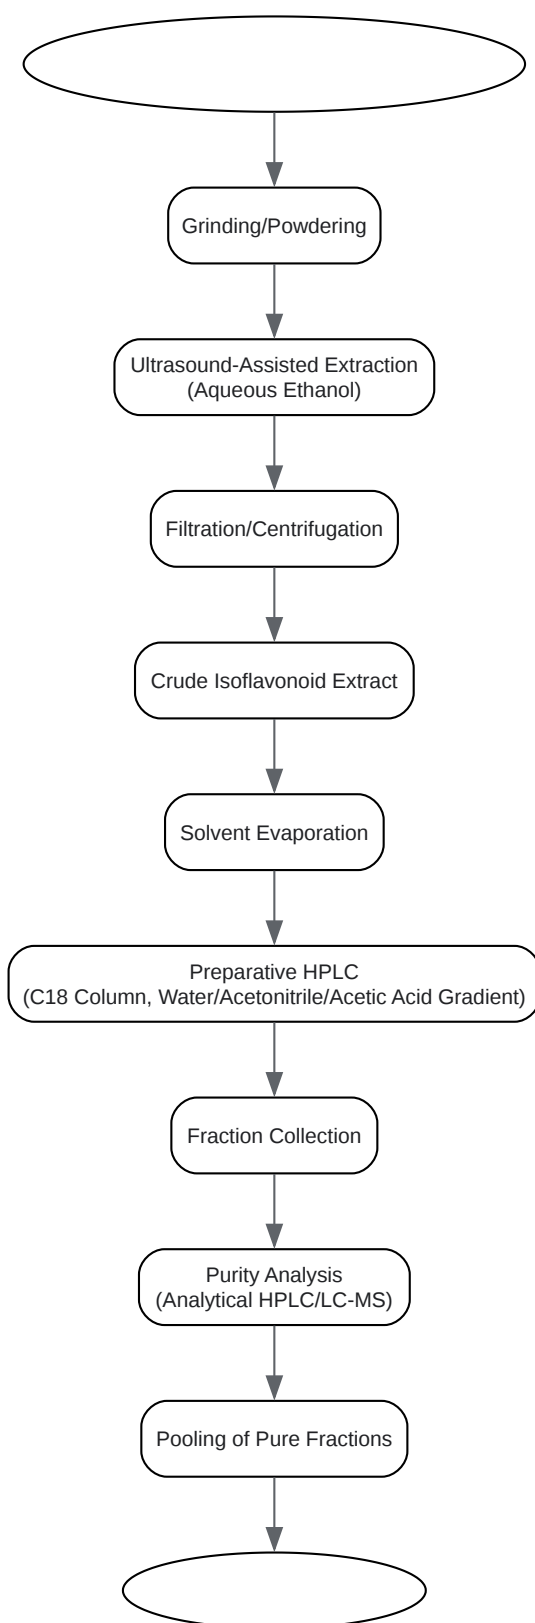 Grinding/Powdering
Ultrasound-Assisted Extraction
(Aqueous Ethanol)
Filtration/Centrifugation
Crude Isoflavonoid Extract
Solvent Evaporation
Preparative HPLC
(C18 Column, Water/Acetonitrile/Acetic Acid Gradient)
Fraction Collection
Purity Analysis
(Analytical HPLC/LC-MS)
Pooling of Pure Fractions